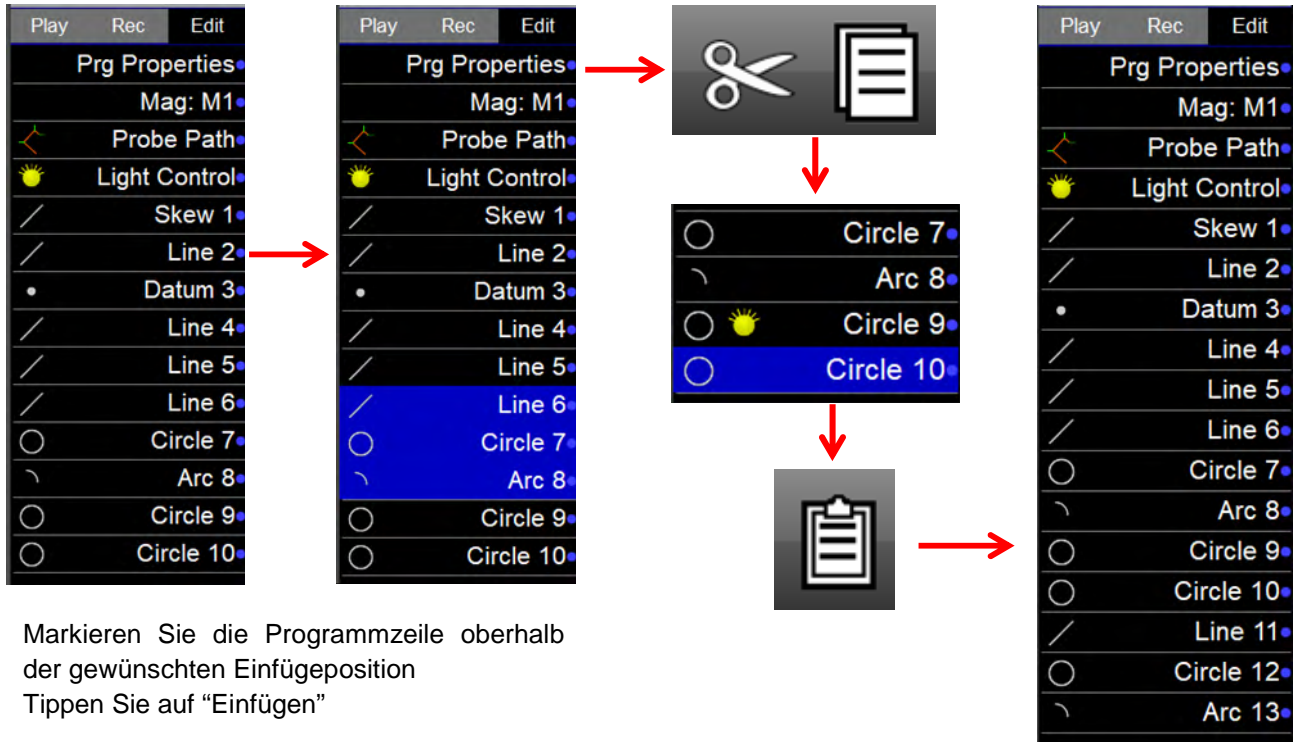 Play Rec Edit
Prg Properties
Mag: M1
Probe Path
Light Control
Skew 1
Line 2
Datum 3
Line 4
Line 5
Line 6
Circle 7
Arc 8
Circle 9
Circle 10
Play Rec Edit
Prg Properties
Mag: M1
Probe Path
Light Control
Skew 1
Line 2
Datum 3
Line 4
Line 5
Line 6
Circle 7
Arc 8
Circle 9
Circle 10
Circle 7
Arc 8
Circle 9
Circle 10
Play Rec Edit
Prg Properties
Mag: M1
Probe Path
Light Control
Skew 1
Line 2
Datum 3
Line 4
Line 5
Line 6
Circle 7
Arc 8
Circle 9
Circle 10
Line 11
Circle 12
Arc 13
Markieren Sie die Programmzeile oberhalb
der gewünschten Einfügeposition
Tippen Sie auf “Einfügen”